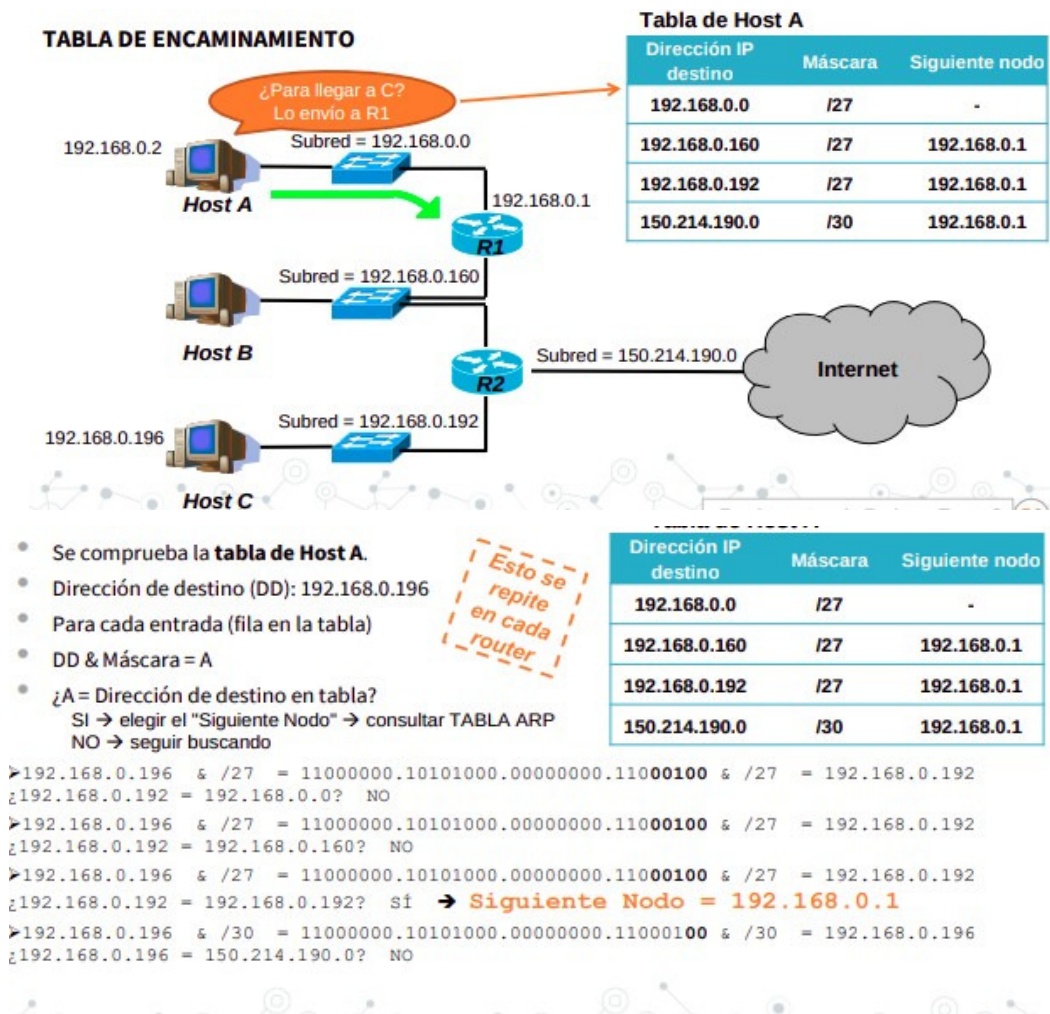 TABLA DE ENCAMINAMIENTO
¿Para llegar a C?
Lo envío a R1
192.168.0.2
Subred = 192.168.0.0
Host A
192.168.0.1
R1
Subred = 192.168.0.160
Host B
R2
Subred = 150.214.190.0
Internet
Subred = 192.168.0.192
192.168.0.196
Host C
Tabla de Host A
Dirección IP destino Máscara Siguiente nodo
192.168.0.0 /27 -
192.168.0.160 /27 192.168.0.1
192.168.0.192 /27 192.168.0.1
150.214.190.0 /30 192.168.0.1
• Se comprueba la tabla de Host A.
• Dirección de destino (DD): 192.168.0.196
• Para cada entrada (fila en la tabla)
• DD & Máscara = A
• ¿A = Dirección de destino en tabla?
SI → elegir el "Siguiente Nodo" → consultar TABLA ARP
NO → seguir buscando
Esto se
repite
en cada
router
Dirección IP destino Máscara Siguiente nodo
192.168.0.0 /27 -
192.168.0.160 /27 192.168.0.1
192.168.0.192 /27 192.168.0.1
150.214.190.0 /30 192.168.0.1
➢192.168.0.196 & /27 = 11000000.10101000.00000000.11000100 & /27 = 192.168.0.192
¿192.168.0.192 = 192.168.0.0? NO
➢192.168.0.196 & /27 = 11000000.10101000.00000000.11000100 & /27 = 192.168.0.192
¿192.168.0.192 = 192.168.0.160? NO
➢192.168.0.196 & /27 = 11000000.10101000.00000000.11000100 & /27 = 192.168.0.192
¿192.168.0.192 = 192.168.0.192? SÍ ➔ Siguiente Nodo = 192.168.0.1
➢192.168.0.196 & /30 = 11000000.10101000.00000000.11000100 & /30 = 192.168.0.196
¿192.168.0.196 = 150.214.190.0? NO